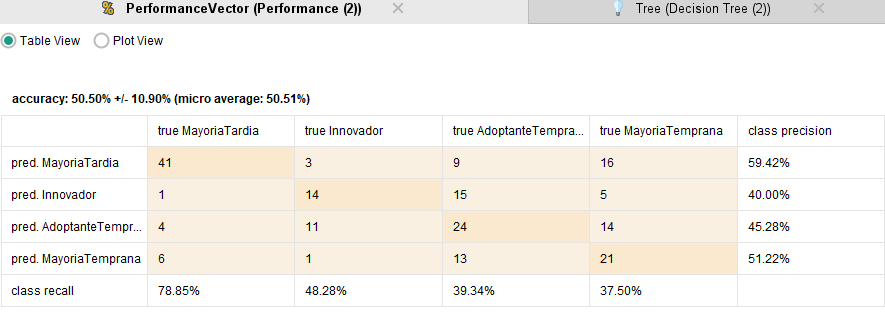 PerformanceVector (Performance (2))
Tree (Decision Tree (2))
Table View
Plot View
accuracy: 50.50% +/- 10.90% (micro average: 50.51%)
true MayoriaTardia true Innovador true AdoptanteTempra... true MayoriaTemprana class precision
pred. MayoriaTardia 41 3 9 16 59.42%
pred. Innovador 1 14 15 5 40.00%
pred. AdoptanteTempr... 4 11 24 14 45.28%
pred. MayoriaTemprana 6 1 13 21 51.22%
class recall 78.85% 48.28% 39.34% 37.50%